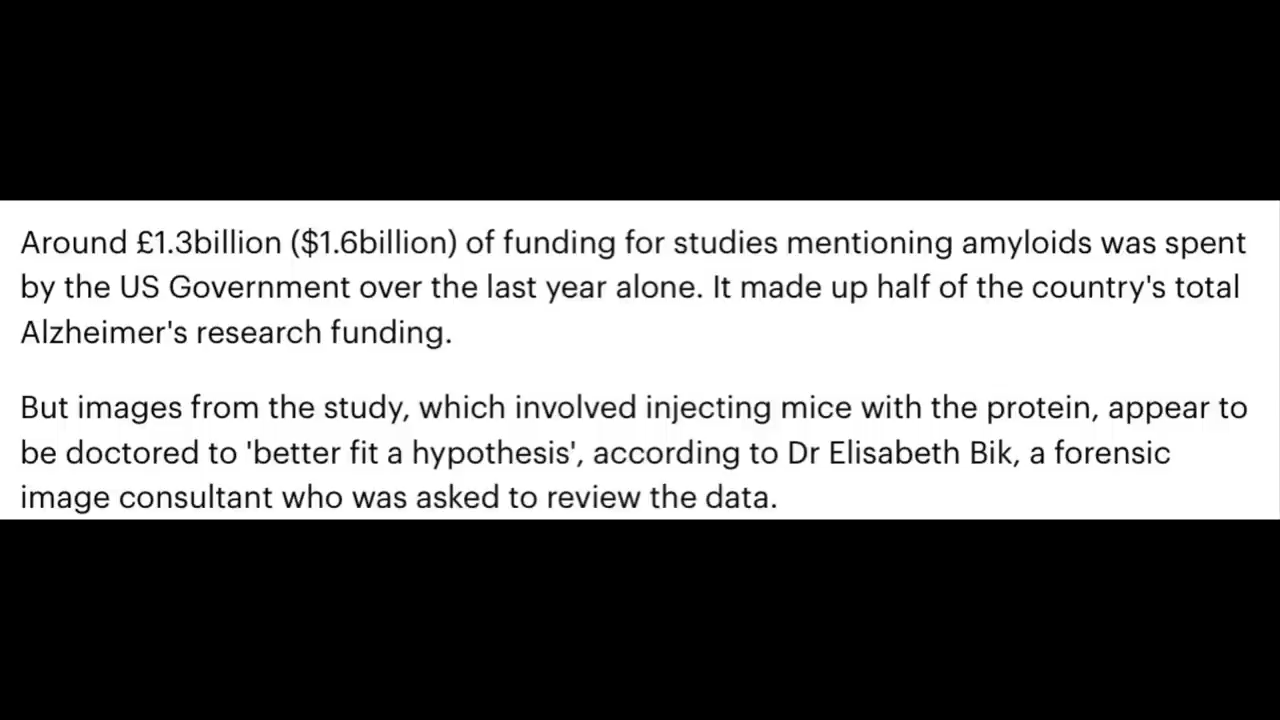 Around £1.3billion ($1.6billion) of funding for studies mentioning amyloids was spent
by the US Government over the last year alone. It made up half of the country's total
Alzheimer's research funding.
But images from the study, which involved injecting mice with the protein, appear to
be doctored to 'better fit a hypothesis', according to Dr Elisabeth Bik, a forensic
image consultant who was asked to review the data.